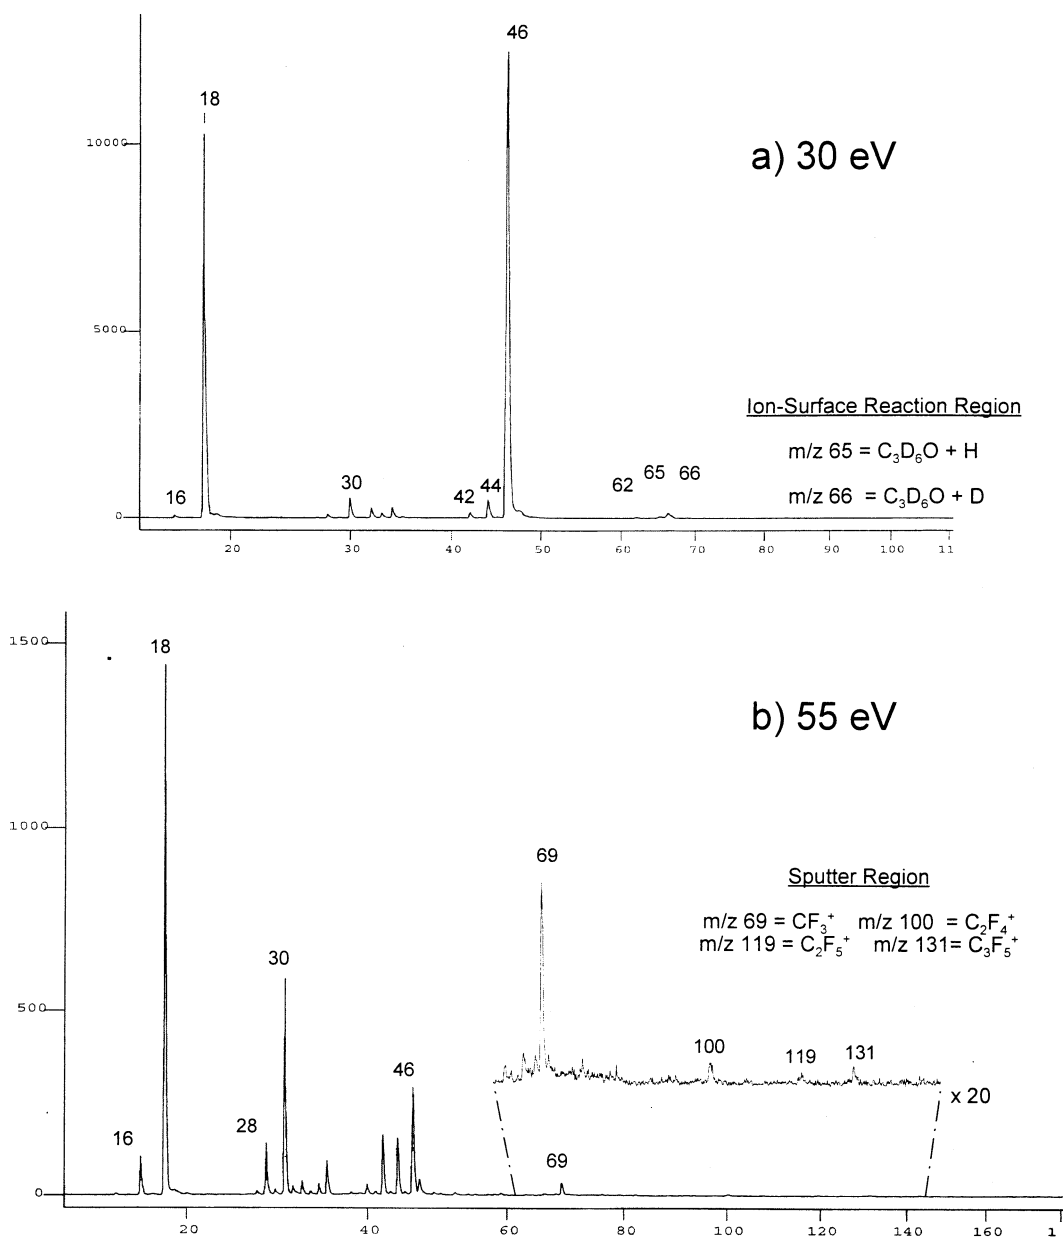 46
18
10000
a) 30 eV
5000
Ion-Surface Reaction Region
m/z 65 = C₃D₆O + H
m/z 66 = C₃D₆O + D
16
30
42
44
62
65
66
0
20 30 40 50 60 70 80 90 100 11
1500
18
b) 55 eV
1000
69
Sputter Region
m/z 69 = CF₃⁺ m/z 100 = C₂F₄⁺
m/z 119 = C₂F₅⁺ m/z 131= C₃F₅⁺
30
500
100
119
131
46
x 20
28
16
69
0
20 40 60 80 100 120 140 160 1